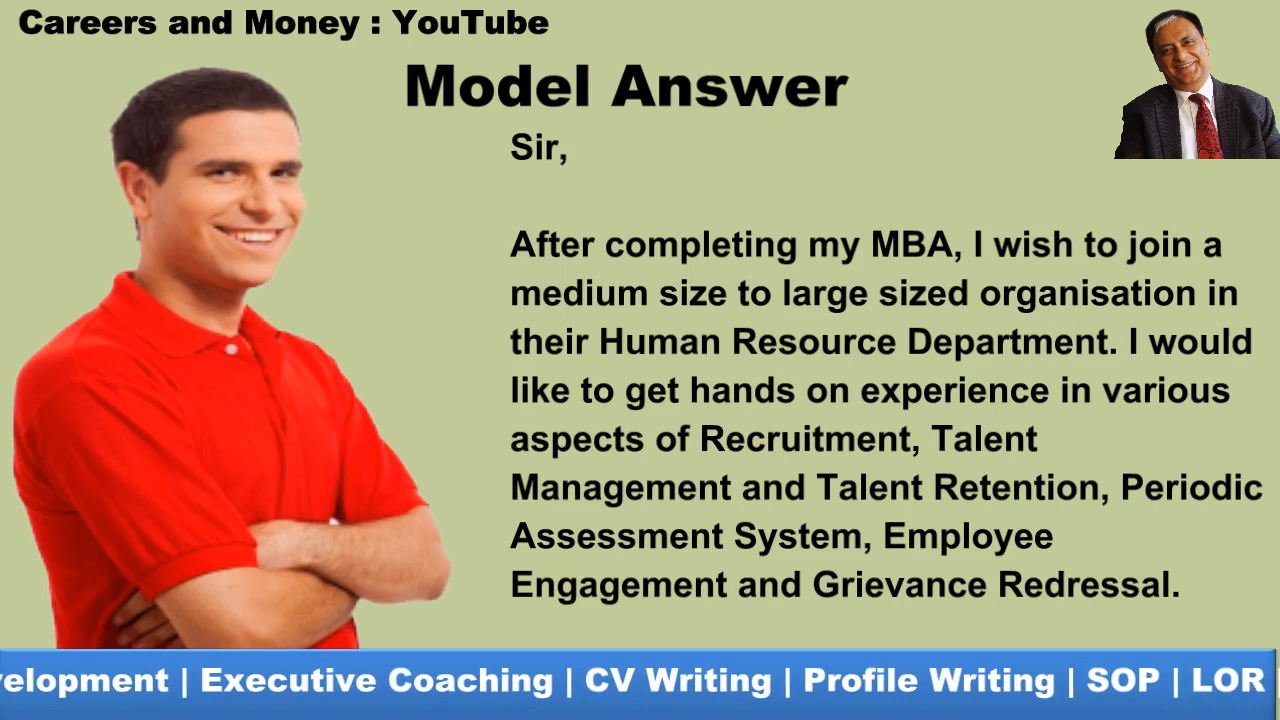 Careers and Money : YouTube
Model Answer
Sir,
After completing my MBA, I wish to join a
medium size to large sized organisation in
their Human Resource Department. I would
like to get hands on experience in various
aspects of Recruitment, Talent
Management and Talent Retention, Periodic
Assessment System, Employee
Engagement and Grievance Redressal.
velopment | Executive Coaching | CV Writing | Profile Writing | SOP | LOR